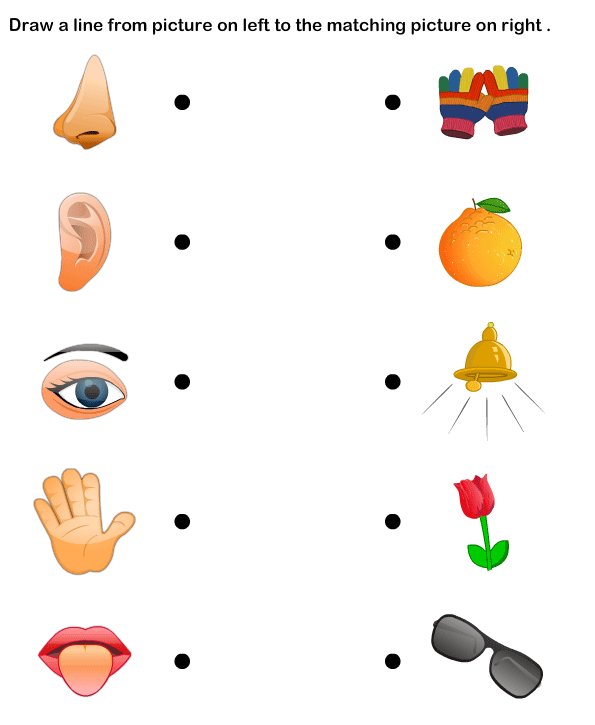 Draw a line from picture on left to the matching picture on right .